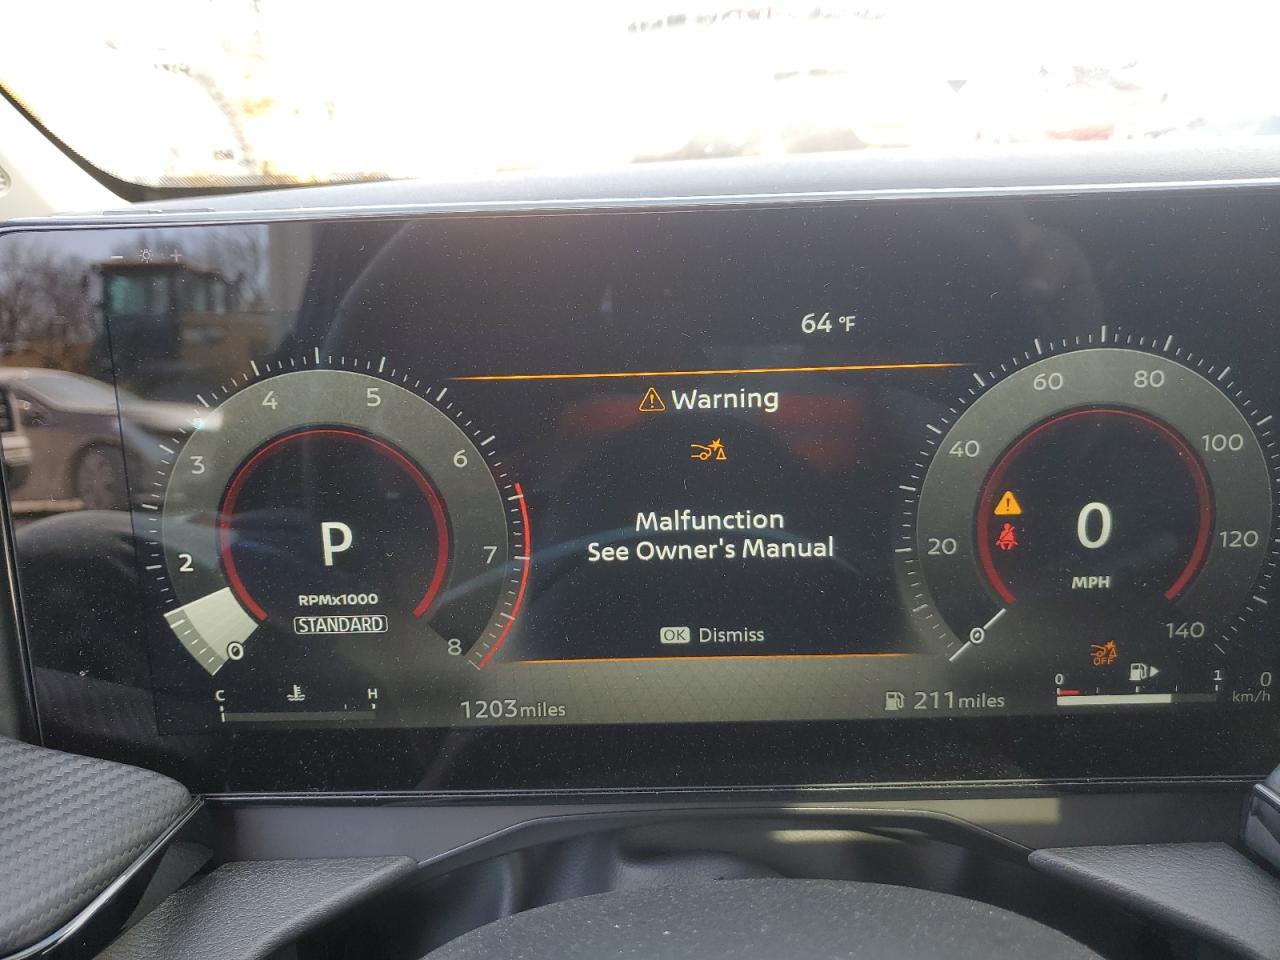 64 °F
Warning
Malfunction
See Owner's Manual
OK Dismiss
0
2
3
4
5
6
7
8
P
RPMx1000
STANDARD
C H
1203 miles
211 miles
0
20
40
60
80
100
120
140
0
MPH
OFF
0 1
0
km/h